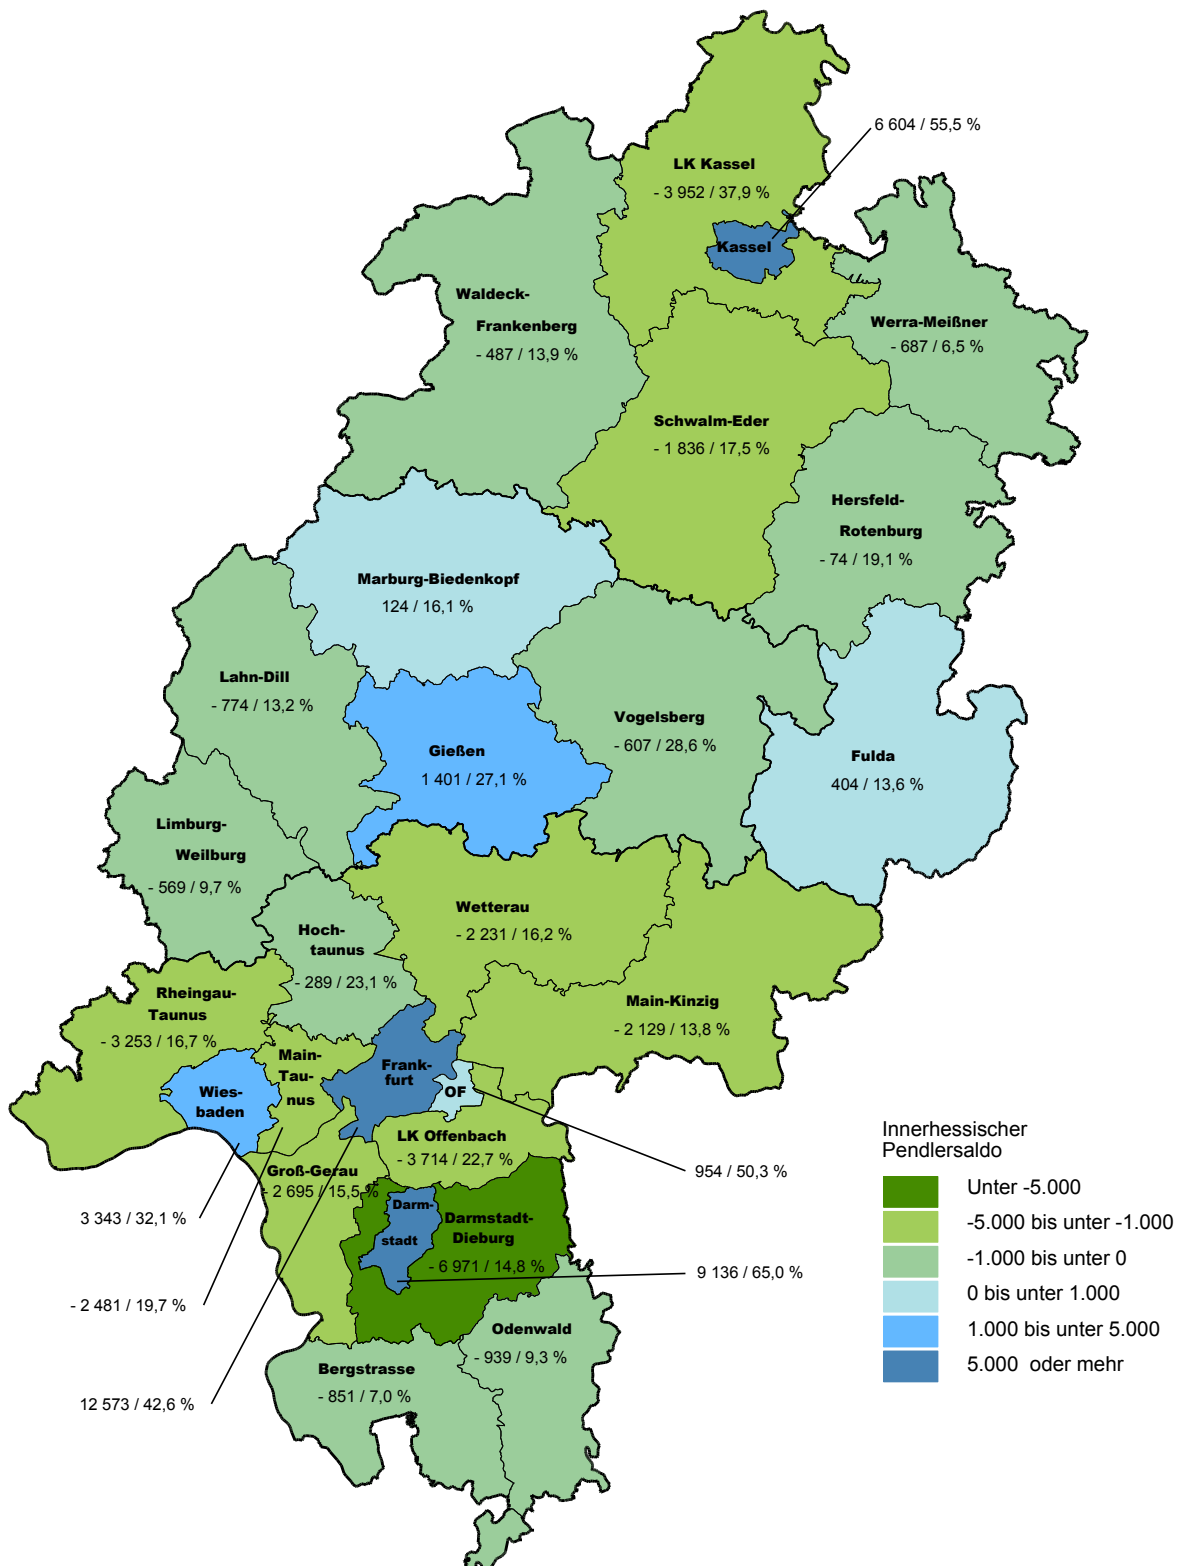 6 604 / 55,5 %
LK Kassel
- 3 952 / 37,9 %
Kassel
Waldeck-
Frankenberg
- 487 / 13,9 %
Werra-Meißner
- 687 / 6,5 %
Schwalm-Eder
- 1 836 / 17,5 %
Hersfeld-
Rotenburg
- 74 / 19,1 %
Marburg-Biedenkopf
124 / 16,1 %
Lahn-Dill
- 774 / 13,2 %
Vogelsberg
- 607 / 28,6 %
Gießen
1 401 / 27,1 %
Fulda
404 / 13,6 %
Limburg-
Weilburg
- 569 / 9,7 %
Wetterau
- 2 231 / 16,2 %
Hoch-
taunus
- 289 / 23,1 %
Rheingau-
Taunus
- 3 253 / 16,7 %
Main-Kinzig
- 2 129 / 13,8 %
Main-
Tau-
nus
Frank-
furt
Wies-
baden
OF
LK Offenbach
- 3 714 / 22,7 %
954 / 50,3 %
Groß-Gerau
- 2 695 / 15,5 %
3 343 / 32,1 %
Darm-
stadt
Darmstadt-
Dieburg
- 6 971 / 14,8 %
9 136 / 65,0 %
- 2 481 / 19,7 %
Odenwald
- 939 / 9,3 %
Bergstrasse
- 851 / 7,0 %
12 573 / 42,6 %
Innerhessischer
Pendlersaldo
Unter -5.000
-5.000 bis unter -1.000
-1.000 bis unter 0
0 bis unter 1.000
1.000 bis unter 5.000
5.000 oder mehr